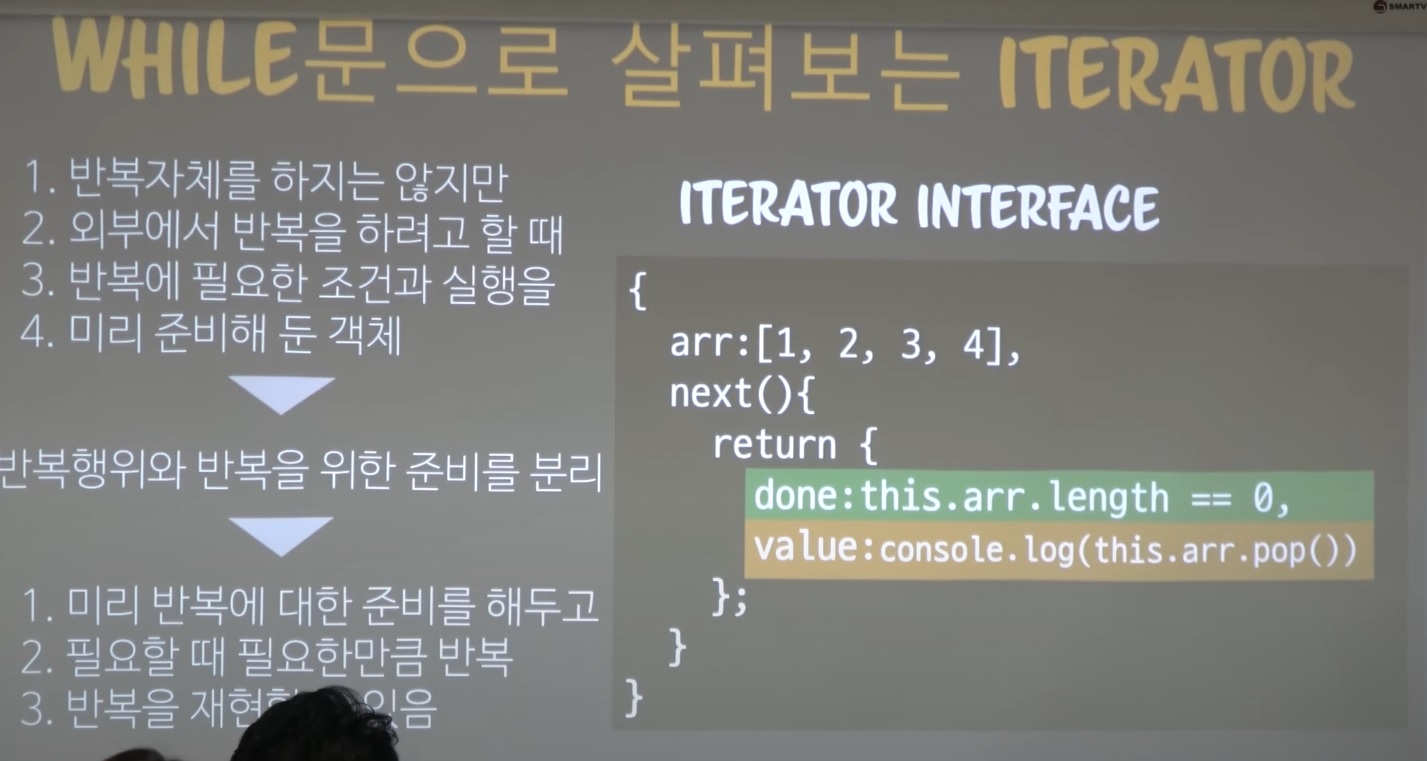 SMARTV
WHILE문으로 살펴보는 ITERATOR
1. 반복자체를 하지는 않지만
2. 외부에서 반복을 하려고 할 때
3. 반복에 필요한 조건과 실행을
4. 미리 준비해 둔 객체
반복행위와 반복을 위한 준비를 분리
1. 미리 반복에 대한 준비를 해두고
2. 필요할 때 필요한만큼 반복
3. 반복을
ITERATOR INTERFACE
{
arr:[1, 2, 3, 4],
next(){
return {
done:this.arr.length == 0,
value:console.log(this.arr.pop())
};
}
}